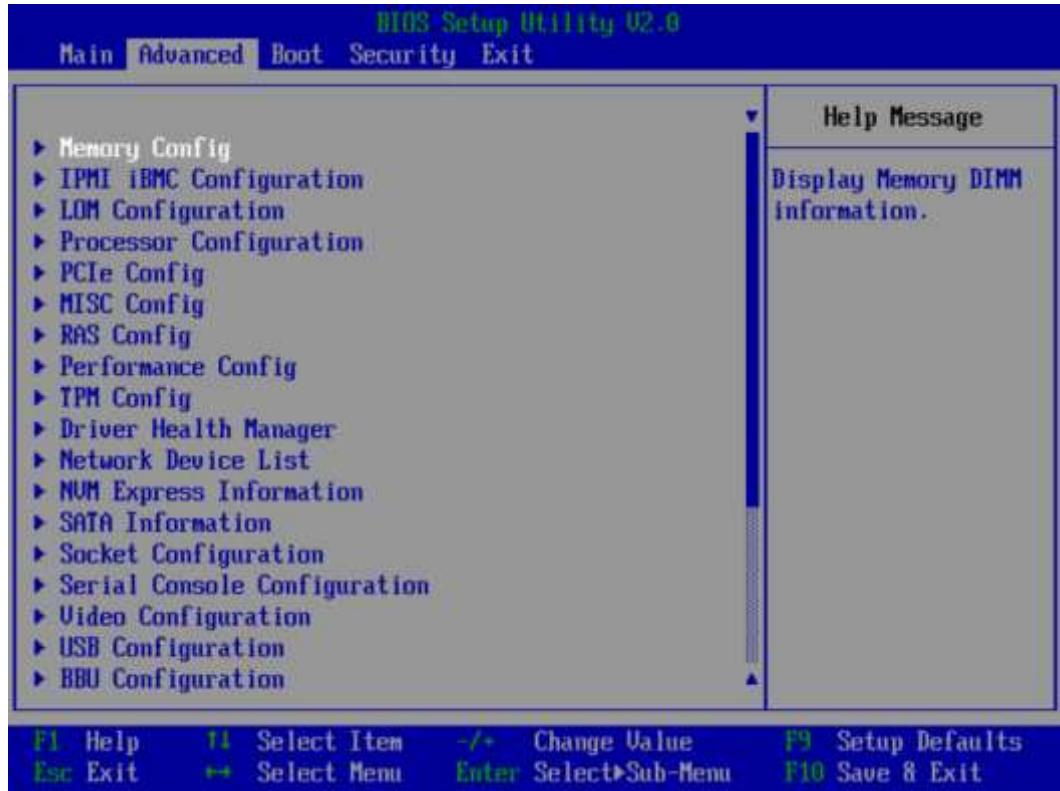 BIOS Setup Utility V2.0
Main Advanced Boot Security Exit
Memory Config
IPMI iBMC Configuration
LOM Configuration
Processor Configuration
PCIe Config
MISC Config
RAS Config
Performance Config
TPM Config
Driver Health Manager
Network Device List
NVM Express Information
SATA Information
Socket Configuration
Serial Console Configuration
Video Configuration
USB Configuration
BBU Configuration
Help Message
Display Memory DIMM
information.
F1 Help ↑↓ Select Item -/+ Change Value F9 Setup Defaults
Esc Exit ↔ Select Menu Enter Select▶Sub-Menu F10 Save & Exit